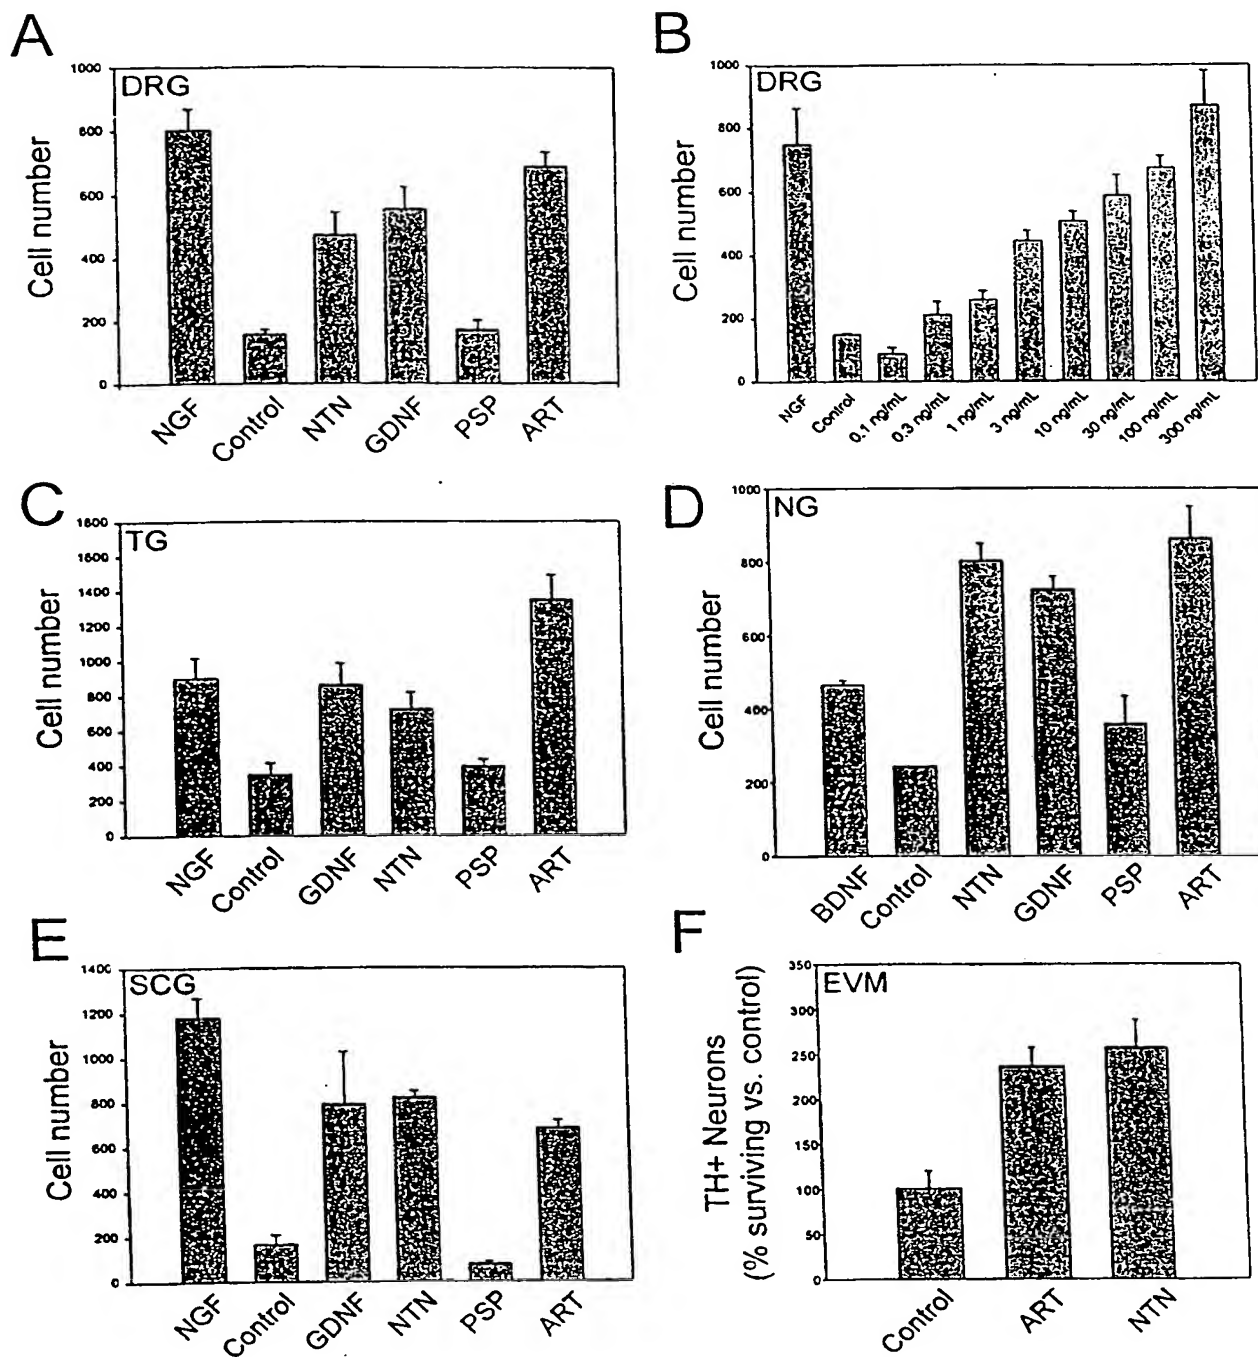 A
DRG
Cell number
1000
800
600
400
200
0
NGF
Control
NTN
GDNF
PSP
ART
B
DRG
Cell number
1000
800
600
400
200
0
NGF
Control
0.1 ng/mL
0.3 ng/mL
1 ng/mL
3 ng/mL
10 ng/mL
30 ng/mL
100 ng/mL
300 ng/mL
C
TG
Cell number
1800
1600
1400
1200
1000
800
600
400
200
0
NGF
Control
GDNF
NTN
PSP
ART
D
NG
Cell number
1000
800
600
400
200
0
BDNF
Control
NTN
GDNF
PSP
ART
E
SCG
Cell number
1400
1200
1000
800
600
400
200
0
NGF
Control
GDNF
NTN
PSP
ART
F
EVM
TH+ Neurons
(% surviving vs. control)
350
300
250
200
150
100
50
0
Control
ART
NTN